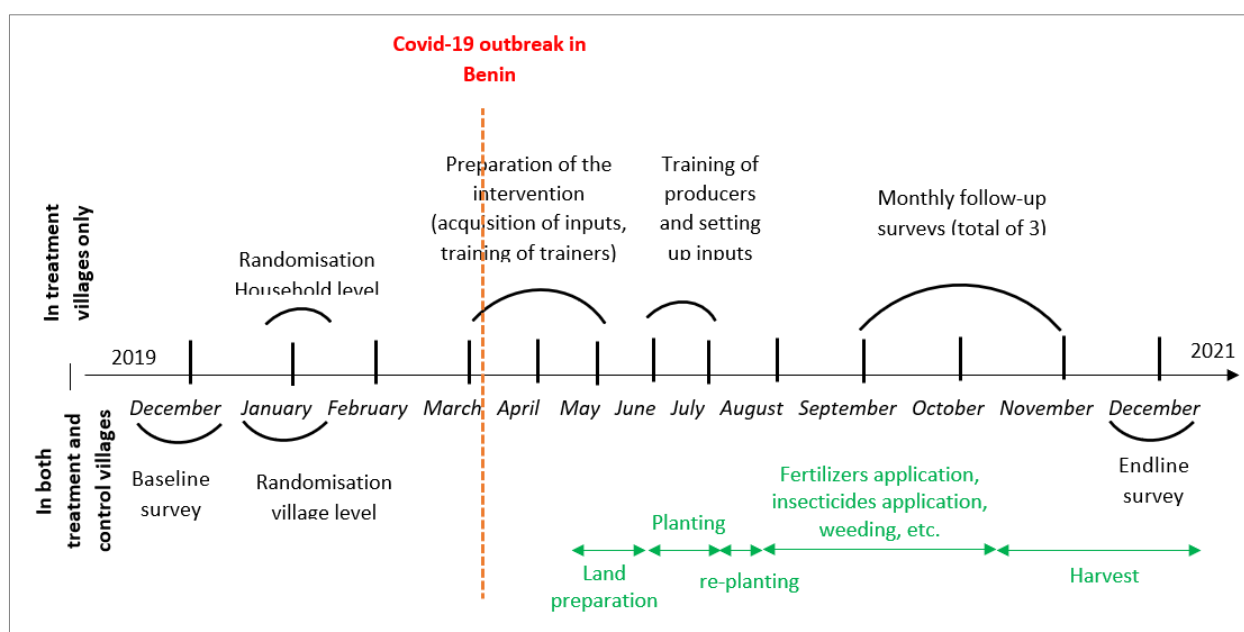 Covid-19 outbreak in
Benin
In treatment
villages only
Preparation of the
intervention
(acquisition of inputs,
training of trainers)
Training of
producers
and setting
up inputs
Monthly follow-up
surveys (total of 3)
Randomisation
Household level
2019
2021
December January February March April May June July August September October November December
In both
treatment and
control villages
Baseline
survey
Randomisation
village level
Endline
survey
Fertilizers application,
insecticides application,
weeding, etc.
Planting
Land
preparation
re-planting
Harvest